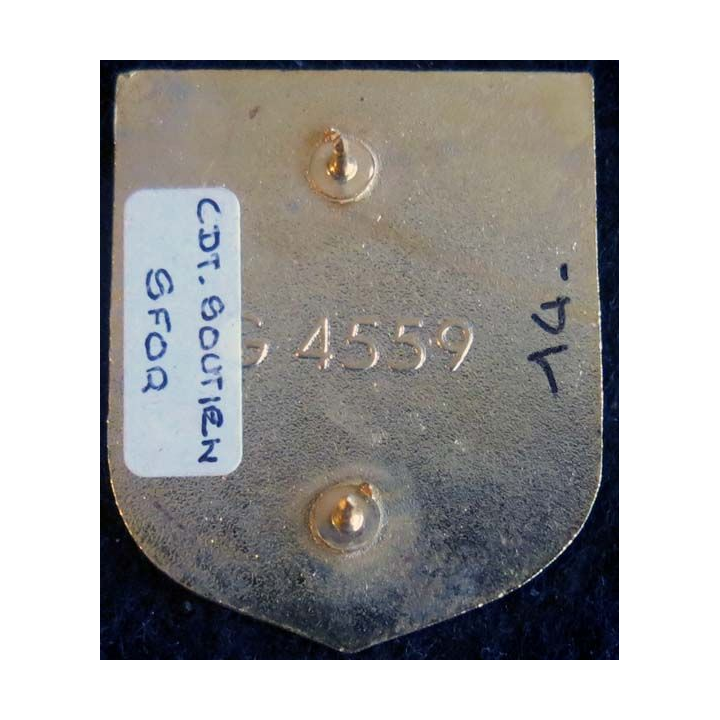 CDT. SOUTIEN
SFOR
G 4559
14.-